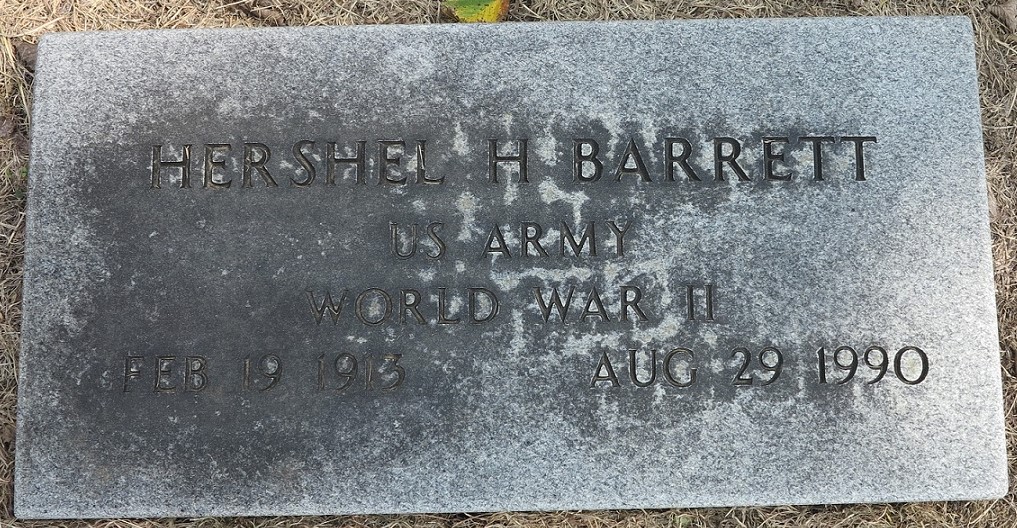 HERSHEL H BARRETT
US ARMY
WORLD WAR II
FEB 19 1913 AUG 29 1990